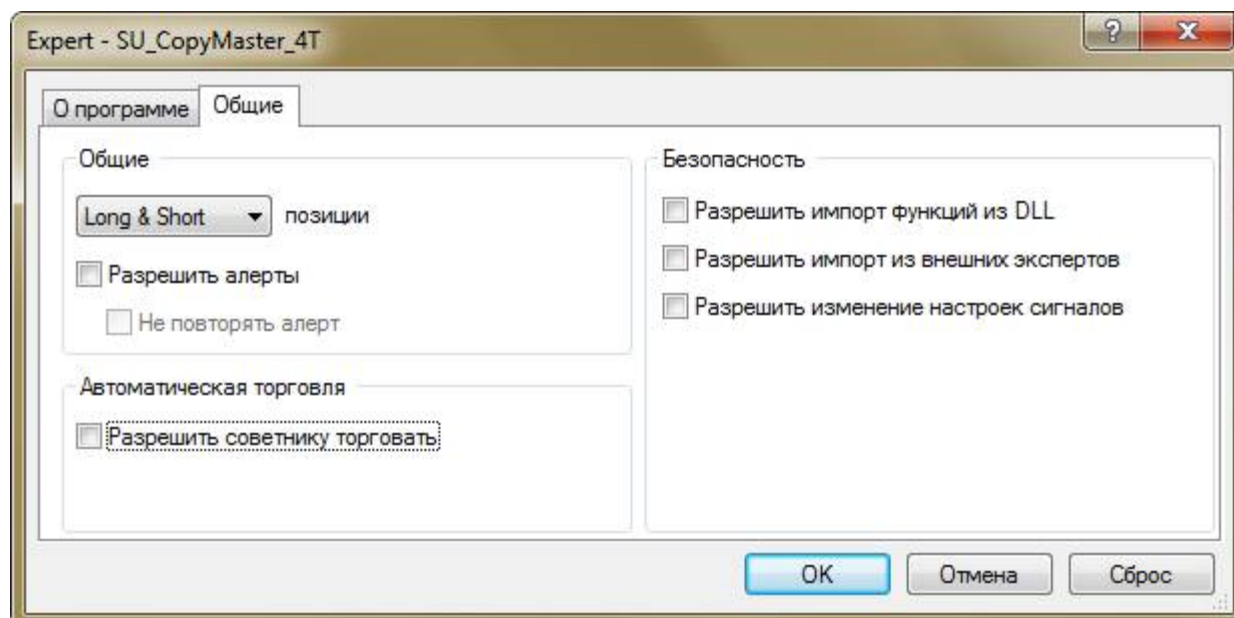 Expert - SU_CopyMaster_4T
?
X
О программе
Общие
Общие
Long & Short
позиции
Разрешить алерты
Не повторять алерт
Автоматическая торговля
Разрешить советнику торговать
Безопасность
Разрешить импорт функций из DLL
Разрешить импорт из внешних экспертов
Разрешить изменение настроек сигналов
OK
Отмена
Сброс